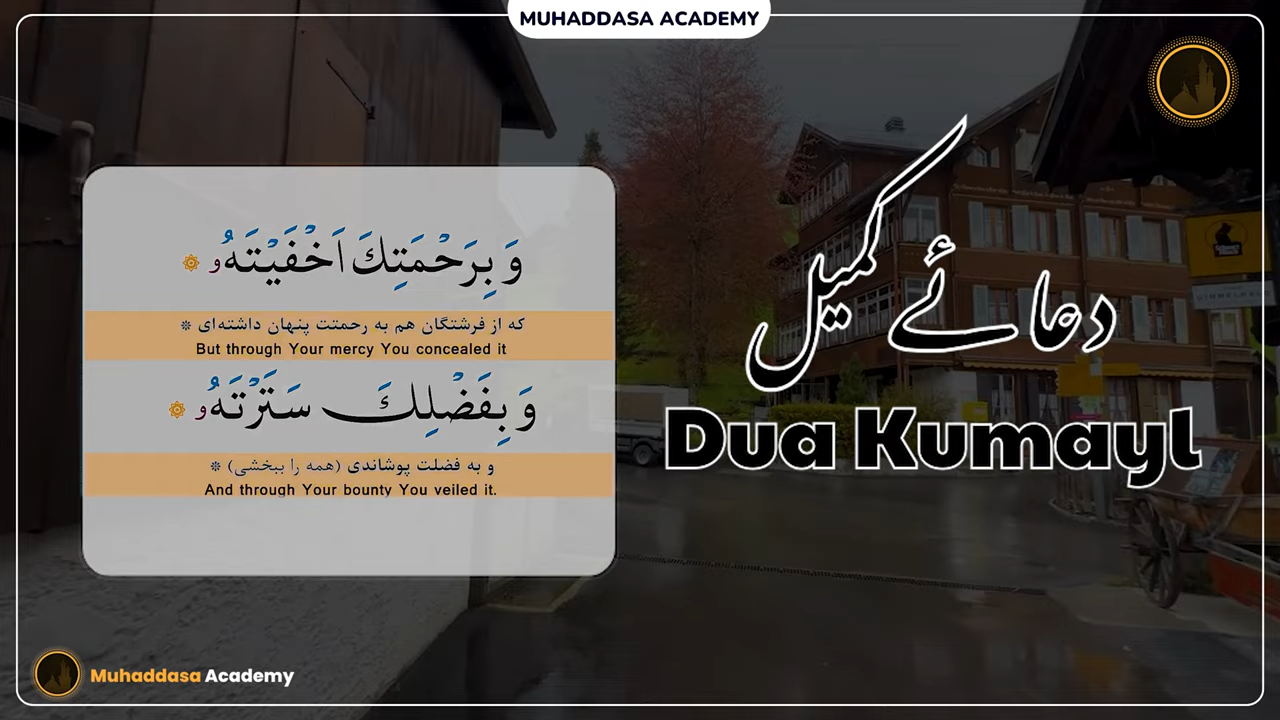 MUHADDASA ACADEMY
وَ بِرَحْمَتِكَ اَخْفَيْتَهُ و ۞
که از فرشتگان هم به رحمتت پنهان داشته‌ای *
But through Your mercy You concealed it
وَ بِفَضْلِكَ سَتَرْتَهُ و ۞
و به فضلت پوشاندی (همه را ببخشی) *
And through Your bounty You veiled it.
دعائے کمیل
Dua Kumayl
Muhaddasa Academy